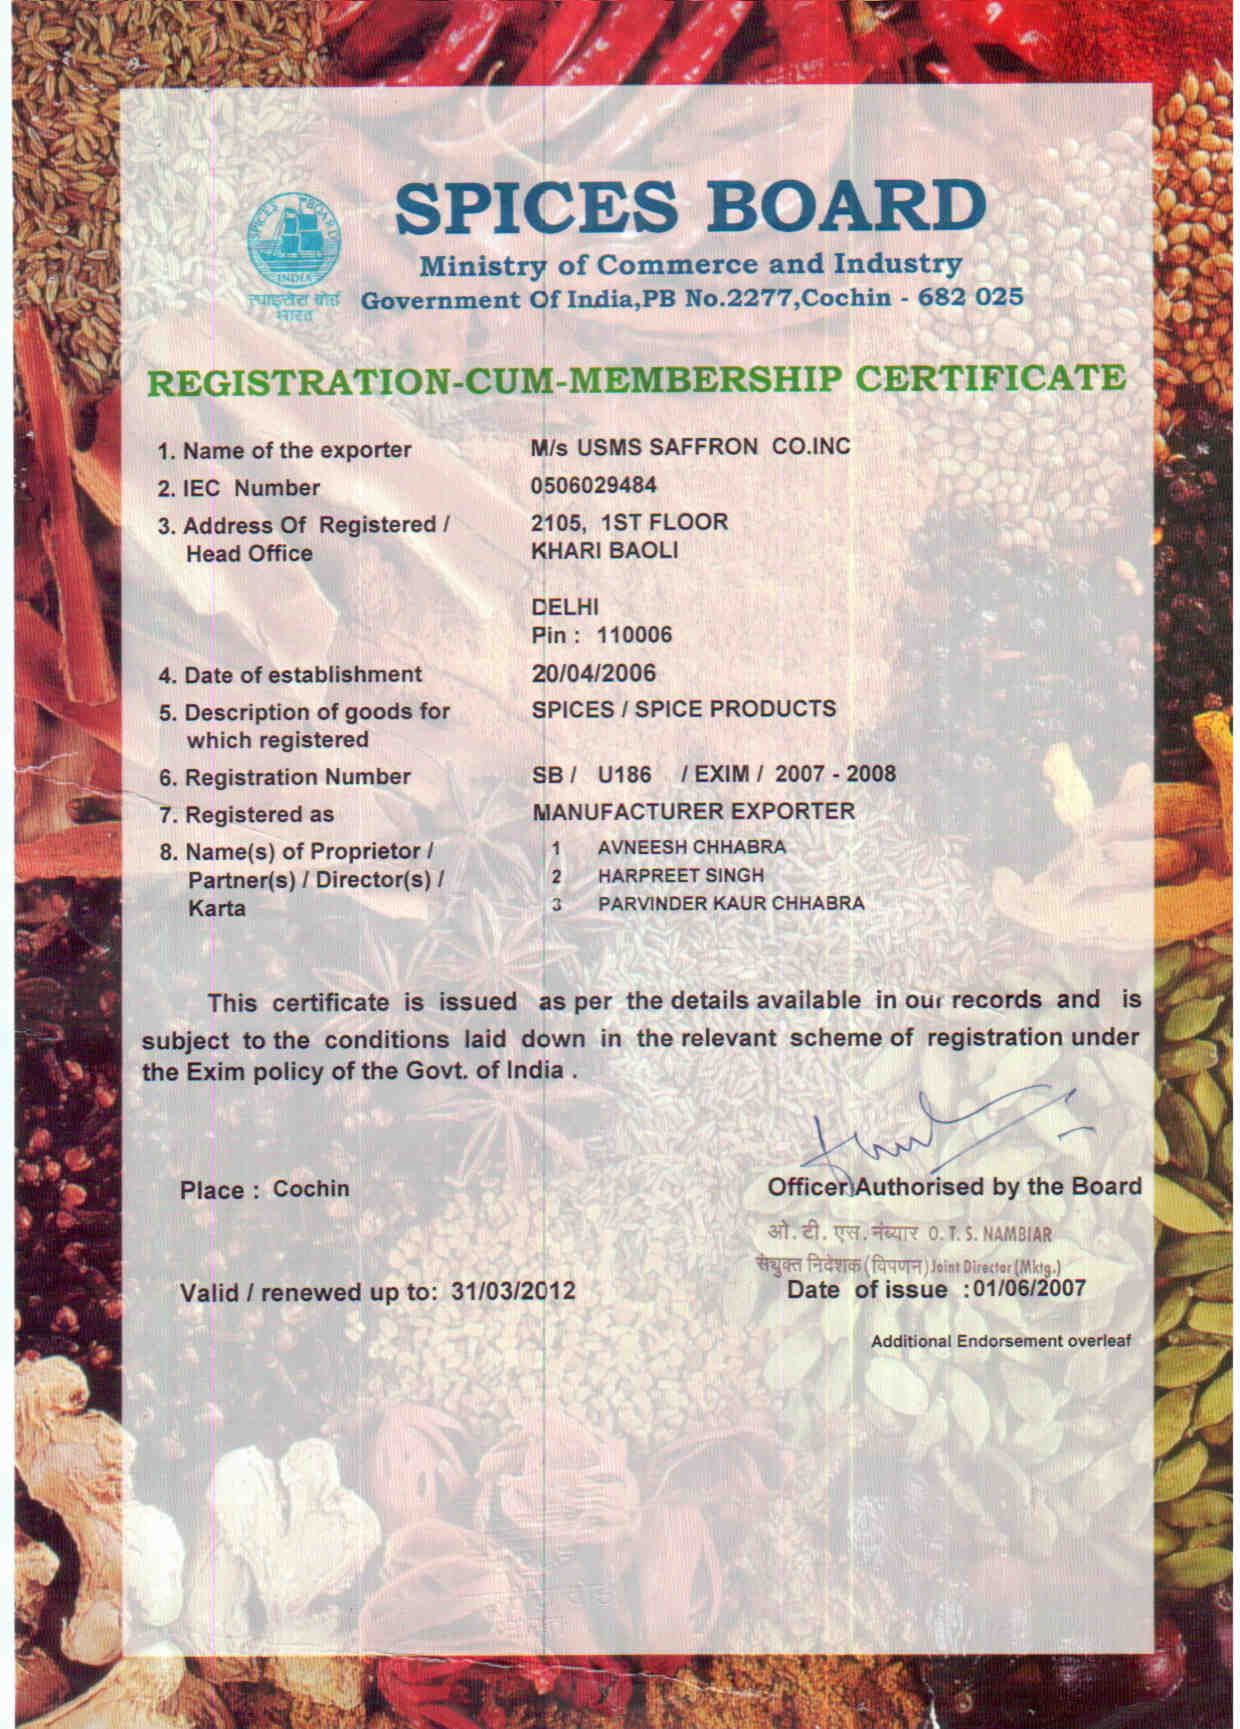 SPICES BOARD
SPICES BOARD
INDIA
स्पाइसेस बोर्ड
भारत
Ministry of Commerce and Industry
Government Of India,PB No.2277,Cochin - 682 025
REGISTRATION-CUM-MEMBERSHIP CERTIFICATE
1. Name of the exporter M/s USMS SAFFRON CO.INC
2. IEC Number 0506029484
3. Address Of Registered / 2105, 1ST FLOOR
Head Office KHARI BAOLI
DELHI
Pin : 110006
4. Date of establishment 20/04/2006
5. Description of goods for SPICES / SPICE PRODUCTS
which registered
6. Registration Number SB / U186 / EXIM / 2007 - 2008
7. Registered as MANUFACTURER EXPORTER
8. Name(s) of Proprietor / 1 AVNEESH CHHABRA
Partner(s) / Director(s) / 2 HARPREET SINGH
Karta 3 PARVINDER KAUR CHHABRA
This certificate is issued as per the details available in our records and is
subject to the conditions laid down in the relevant scheme of registration under
the Exim policy of the Govt. of India .
Place : Cochin Officer Authorised by the Board
ओ. टी. एस. नंब्यार O. T. S. NAMBIAR
संयुक्त निदेशक (विपणन) Joint Director (Mktg.)
Valid / renewed up to: 31/03/2012 Date of issue : 01/06/2007
Additional Endorsement overleaf